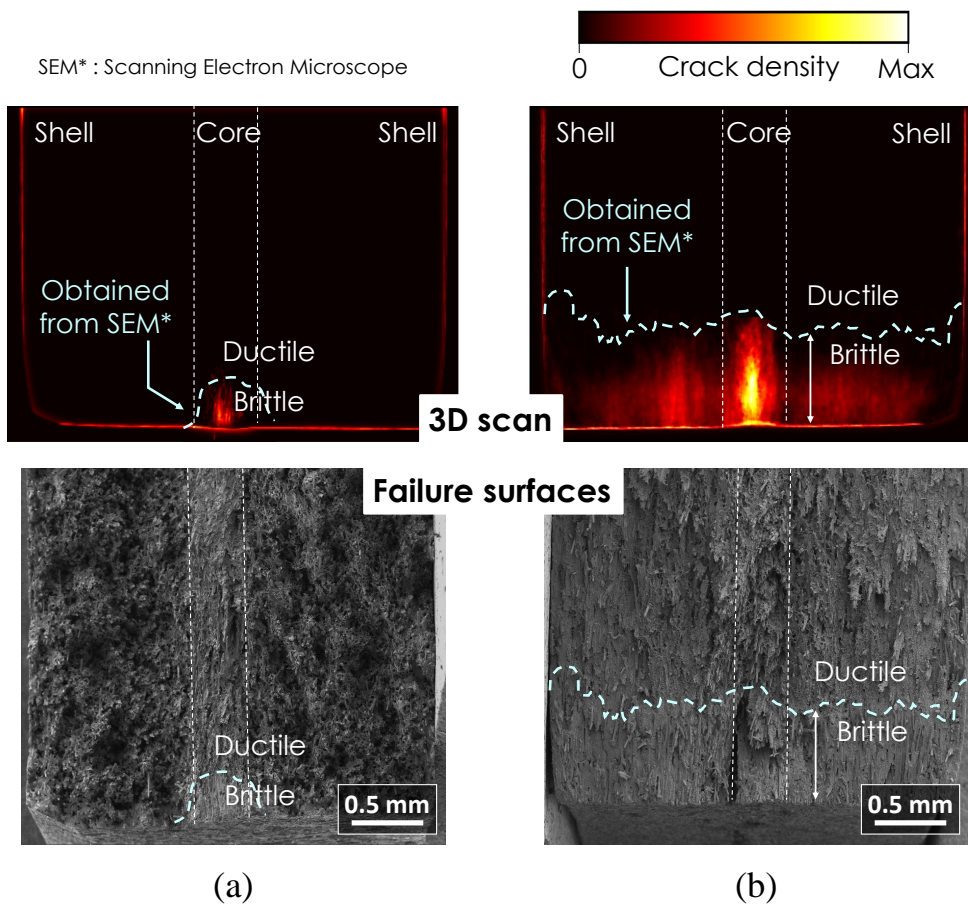 SEM* : Scanning Electron Microscope
0 Crack density Max
Shell Core Shell
Obtained
from SEM*
Ductile
Brittle
Shell Core Shell
Obtained
from SEM*
Ductile
Brittle
3D scan
Failure surfaces
Ductile
Brittle
0.5 mm
Ductile
Brittle
0.5 mm
(a)
(b)